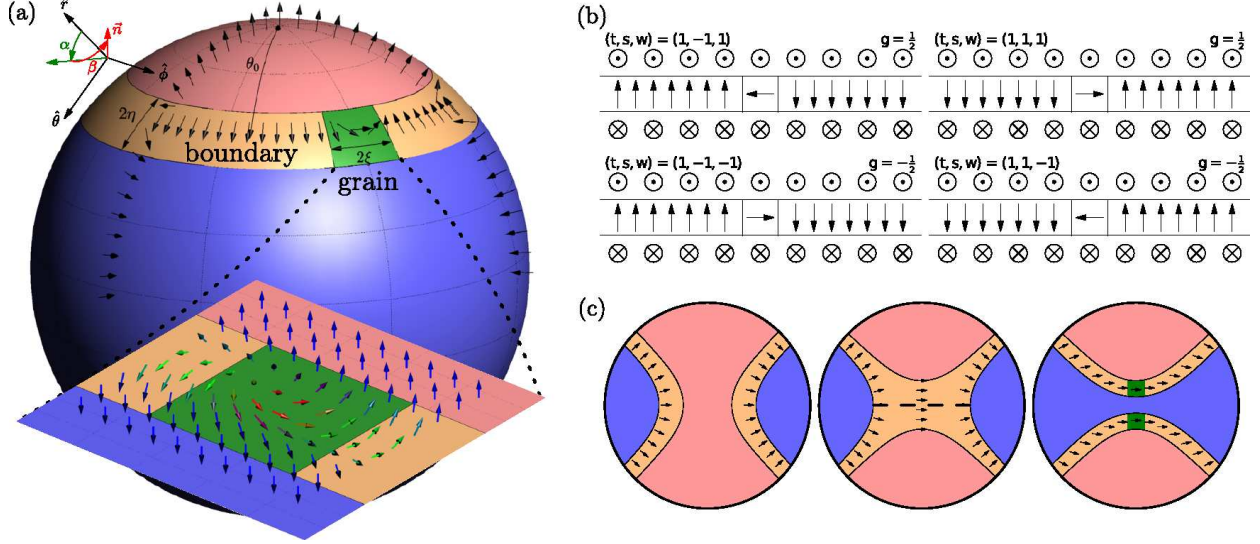 (a)
r
α
n⃗
β
ϕ̂
θ̂
θ₀
2η
boundary
2ξ
grain
(b)
(t, s, w) = (1, −1, 1) g = ½
(t, s, w) = (1, 1, 1) g = ½
(t, s, w) = (1, −1, −1) g = −½
(t, s, w) = (1, 1, −1) g = −½
(c)